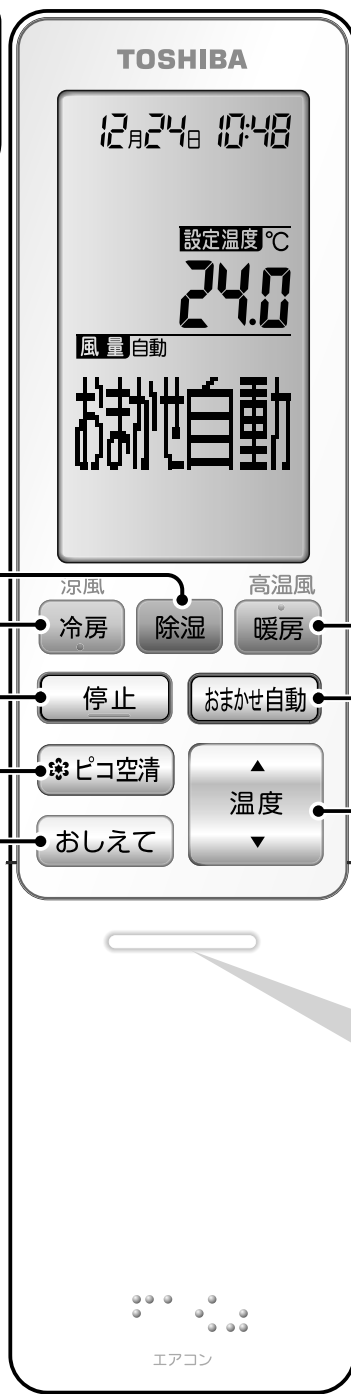 TOSHIBA
12月24日 10:48
設定温度 ℃
24.0
風量 自動
おまかせ自動
涼風 高温風
冷房 除湿 暖房
停止 おまかせ自動
ピコ空清 ▲
温度
おしえて ▼
エアコン